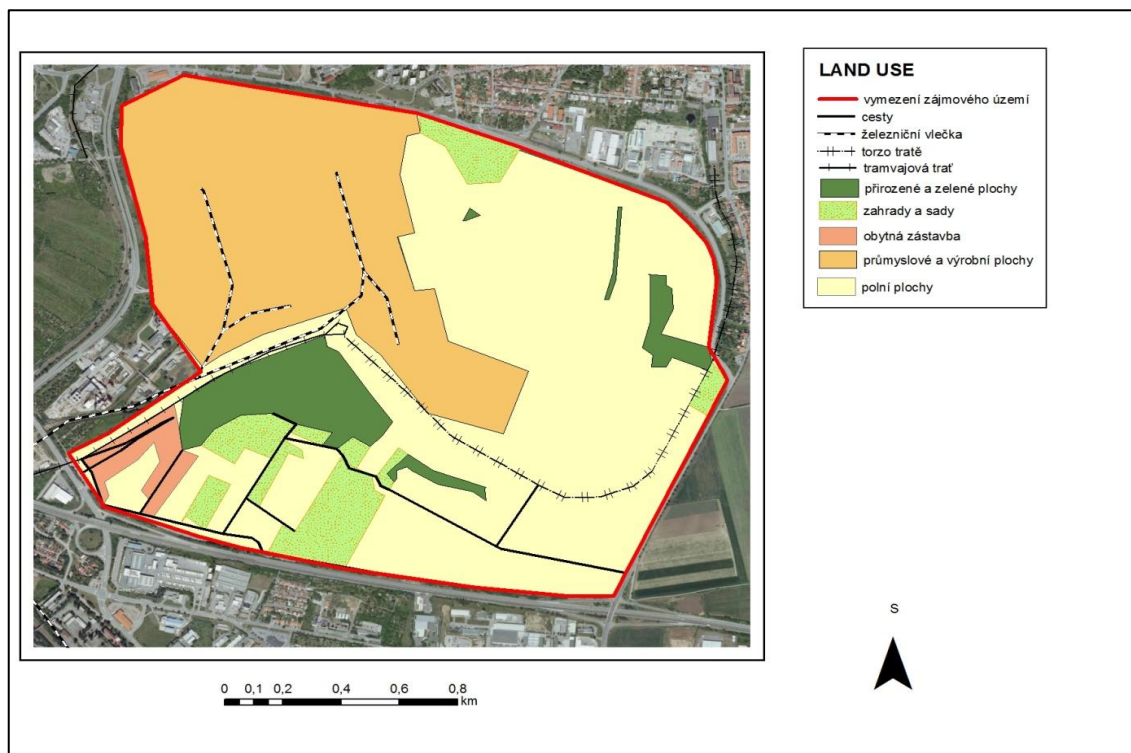 LAND USE
vymezení zájmového území
cesty
železniční vlečka
torzo tratě
tramvajová trať
přirozené a zelené plochy
zahrady a sady
obytná zástavba
průmyslové a výrobní plochy
polní plochy
S
0 0,1 0,2 0,4 0,6 0,8
km